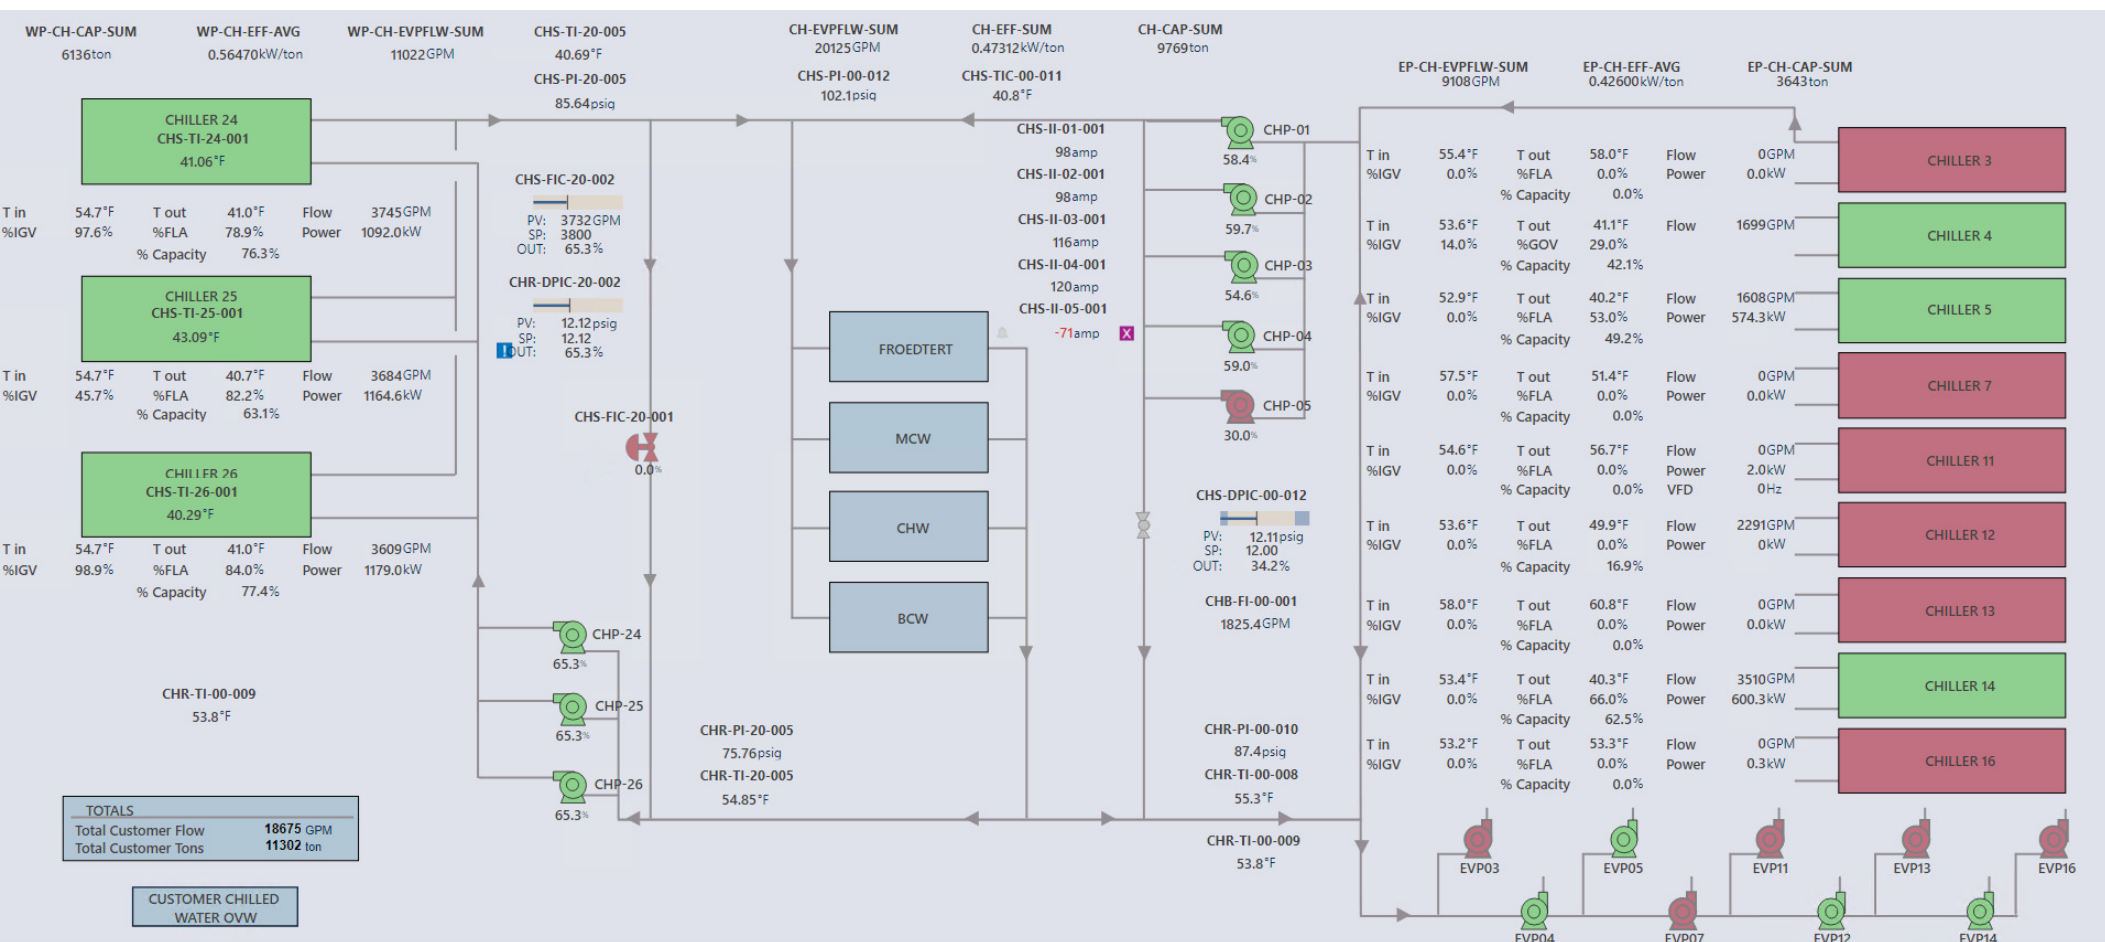 WP-CH-CAP-SUM
6136ton
WP-CH-EFF-AVG
0.56470kW/ton
WP-CH-EVPFLW-SUM
11022GPM
CHS-TI-20-005
40.69°F
CHS-PI-20-005
85.64psig
CH-EVPFLW-SUM
20125GPM
CHS-PI-00-012
102.1psig
CH-EFF-SUM
0.47312kW/ton
CHS-TIC-00-011
40.8°F
CH-CAP-SUM
9769ton
EP-CH-EVPFLW-SUM
9108GPM
EP-CH-EFF-AVG
0.42600kW/ton
EP-CH-CAP-SUM
3643ton
CHILLER 24
CHS-TI-24-001
41.06°F
T in 54.7°F T out 41.0°F Flow 3745GPM
%IGV 97.6% %FLA 78.9% Power 1092.0kW
% Capacity 76.3%
CHILLER 25
CHS-TI-25-001
43.09°F
T in 54.7°F T out 40.7°F Flow 3684GPM
%IGV 45.7% %FLA 82.2% Power 1164.6kW
% Capacity 63.1%
CHILLER 26
CHS-TI-26-001
40.29°F
T in 54.7°F T out 41.0°F Flow 3609GPM
%IGV 98.9% %FLA 84.0% Power 1179.0kW
% Capacity 77.4%
CHS-FIC-20-002
PV: 3732GPM
SP: 3800
OUT: 65.3%
CHR-DPIC-20-002
PV: 12.12psig
SP: 12.12
OUT: 65.3%
CHS-FIC-20-001
0.0%
CHP-24
65.3%
CHP-25
65.3%
CHP-26
65.3%
CHR-TI-00-009
53.8°F
TOTALS
Total Customer Flow 18675 GPM
Total Customer Tons 11302 ton
CUSTOMER CHILLED
WATER OVW
FROEDTERT
MCW
CHW
BCW
CHR-PI-20-005
75.76psig
CHR-TI-20-005
54.85°F
CHS-II-01-001
98amp
CHS-II-02-001
98amp
CHS-II-03-001
116amp
CHS-II-04-001
120amp
CHS-II-05-001
-71amp X
CHP-01
58.4%
CHP-02
59.7%
CHP-03
54.6%
CHP-04
59.0%
CHP-05
30.0%
CHS-DPIC-00-012
PV: 12.11psig
SP: 12.00
OUT: 34.2%
CHB-FI-00-001
1825.4GPM
CHR-PI-00-010
87.4psig
CHR-TI-00-008
55.3°F
CHR-TI-00-009
53.8°F
T in 55.4°F T out 58.0°F Flow 0GPM
%IGV 0.0% %FLA 0.0% Power 0.0kW
% Capacity 0.0%
CHILLER 3
T in 53.6°F T out 41.1°F Flow 1699GPM
%IGV 14.0% %GOV 29.0%
% Capacity 42.1%
CHILLER 4
T in 52.9°F T out 40.2°F Flow 1608GPM
%IGV 0.0% %FLA 53.0% Power 574.3kW
% Capacity 49.2%
CHILLER 5
T in 57.5°F T out 51.4°F Flow 0GPM
%IGV 0.0% %FLA 0.0% Power 0.0kW
% Capacity 0.0%
CHILLER 7
T in 54.6°F T out 56.7°F Flow 0GPM
%IGV 0.0% %FLA 0.0% Power 2.0kW
% Capacity 0.0% VFD 0Hz
CHILLER 11
T in 53.6°F T out 49.9°F Flow 2291GPM
%IGV 0.0% %FLA 0.0% Power 0kW
% Capacity 16.9%
CHILLER 12
T in 58.0°F T out 60.8°F Flow 0GPM
%IGV 0.0% %FLA 0.0% Power 0.0kW
% Capacity 0.0%
CHILLER 13
T in 53.4°F T out 40.3°F Flow 3510GPM
%IGV 0.0% %FLA 66.0% Power 600.3kW
% Capacity 62.5%
CHILLER 14
T in 53.2°F T out 53.3°F Flow 0GPM
%IGV 0.0% %FLA 0.0% Power 0.3kW
% Capacity 0.0%
CHILLER 16
EVP03
EVP05
EVP11
EVP13
EVP16
EVP04
EVP07
EVP12
EVP14